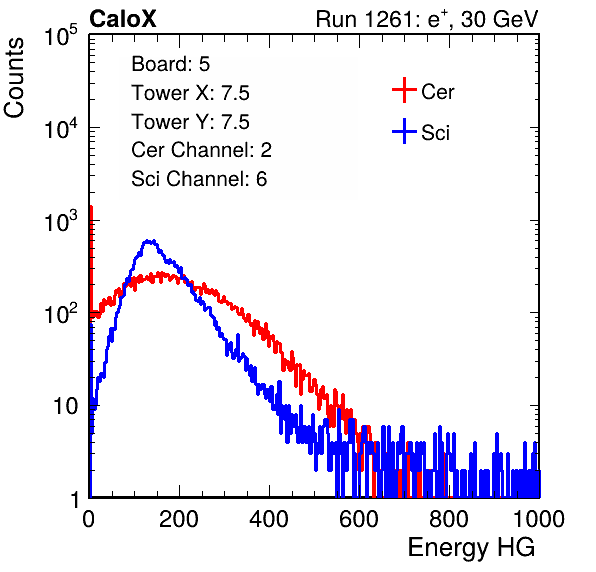 CaloX Run 1261: e⁺, 30 GeV
Counts
Board: 5
Tower X: 7.5
Tower Y: 7.5
Cer Channel: 2
Sci Channel: 6
Cer
Sci
10⁵
10⁴
10³
10²
10
1
0 200 400 600 800 1000
Energy HG